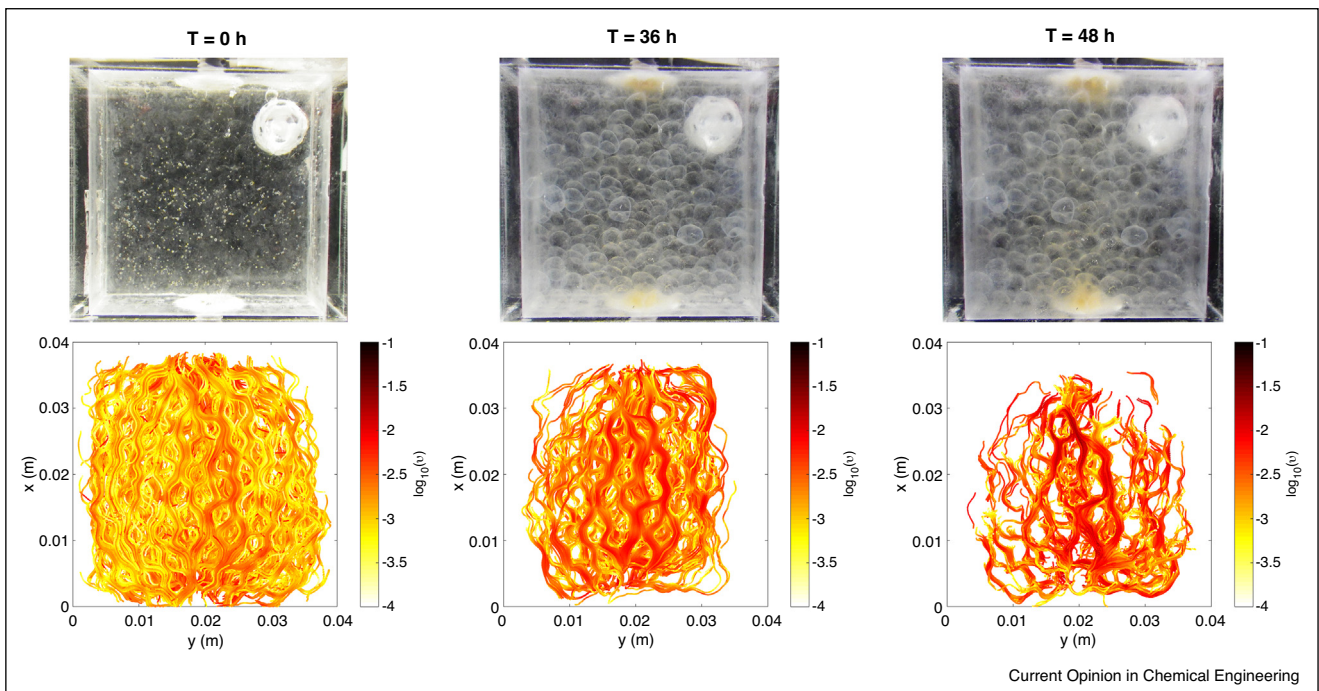 T = 0 h
T = 36 h
T = 48 h
0.04
0.03
0.02
0.01
0
x (m)
0 0.01 0.02 0.03 0.04
y (m)
-1
-1.5
-2
-2.5
-3
-3.5
-4
log10(υ)
0.04
0.03
0.02
0.01
0
x (m)
0 0.01 0.02 0.03 0.04
y (m)
-1
-1.5
-2
-2.5
-3
-3.5
-4
log10(υ)
0.04
0.03
0.02
0.01
0
x (m)
0 0.01 0.02 0.03 0.04
y (m)
-1
-1.5
-2
-2.5
-3
-3.5
-4
log10(υ)
Current Opinion in Chemical Engineering